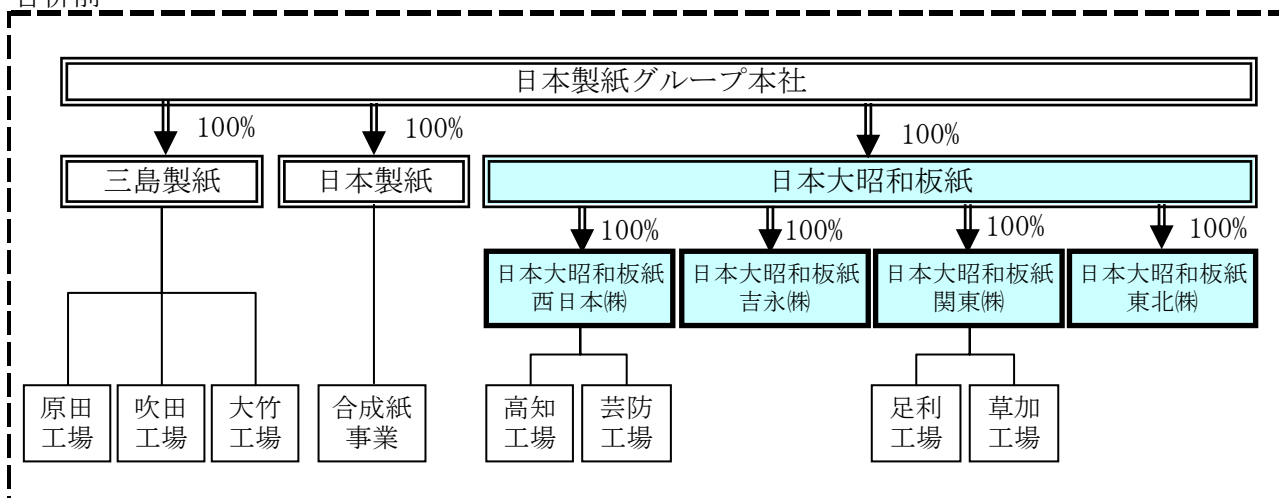 合併前
日本製紙グループ本社
100%
100%
100%
三島製紙
日本製紙
日本大昭和板紙
100%
100%
100%
100%
日本大昭和板紙
西日本㈱
日本大昭和板紙
吉永㈱
日本大昭和板紙
関東㈱
日本大昭和板紙
東北㈱
原田
工場
吹田
工場
大竹
工場
合成紙
事業
高知
工場
芸防
工場
足利
工場
草加
工場